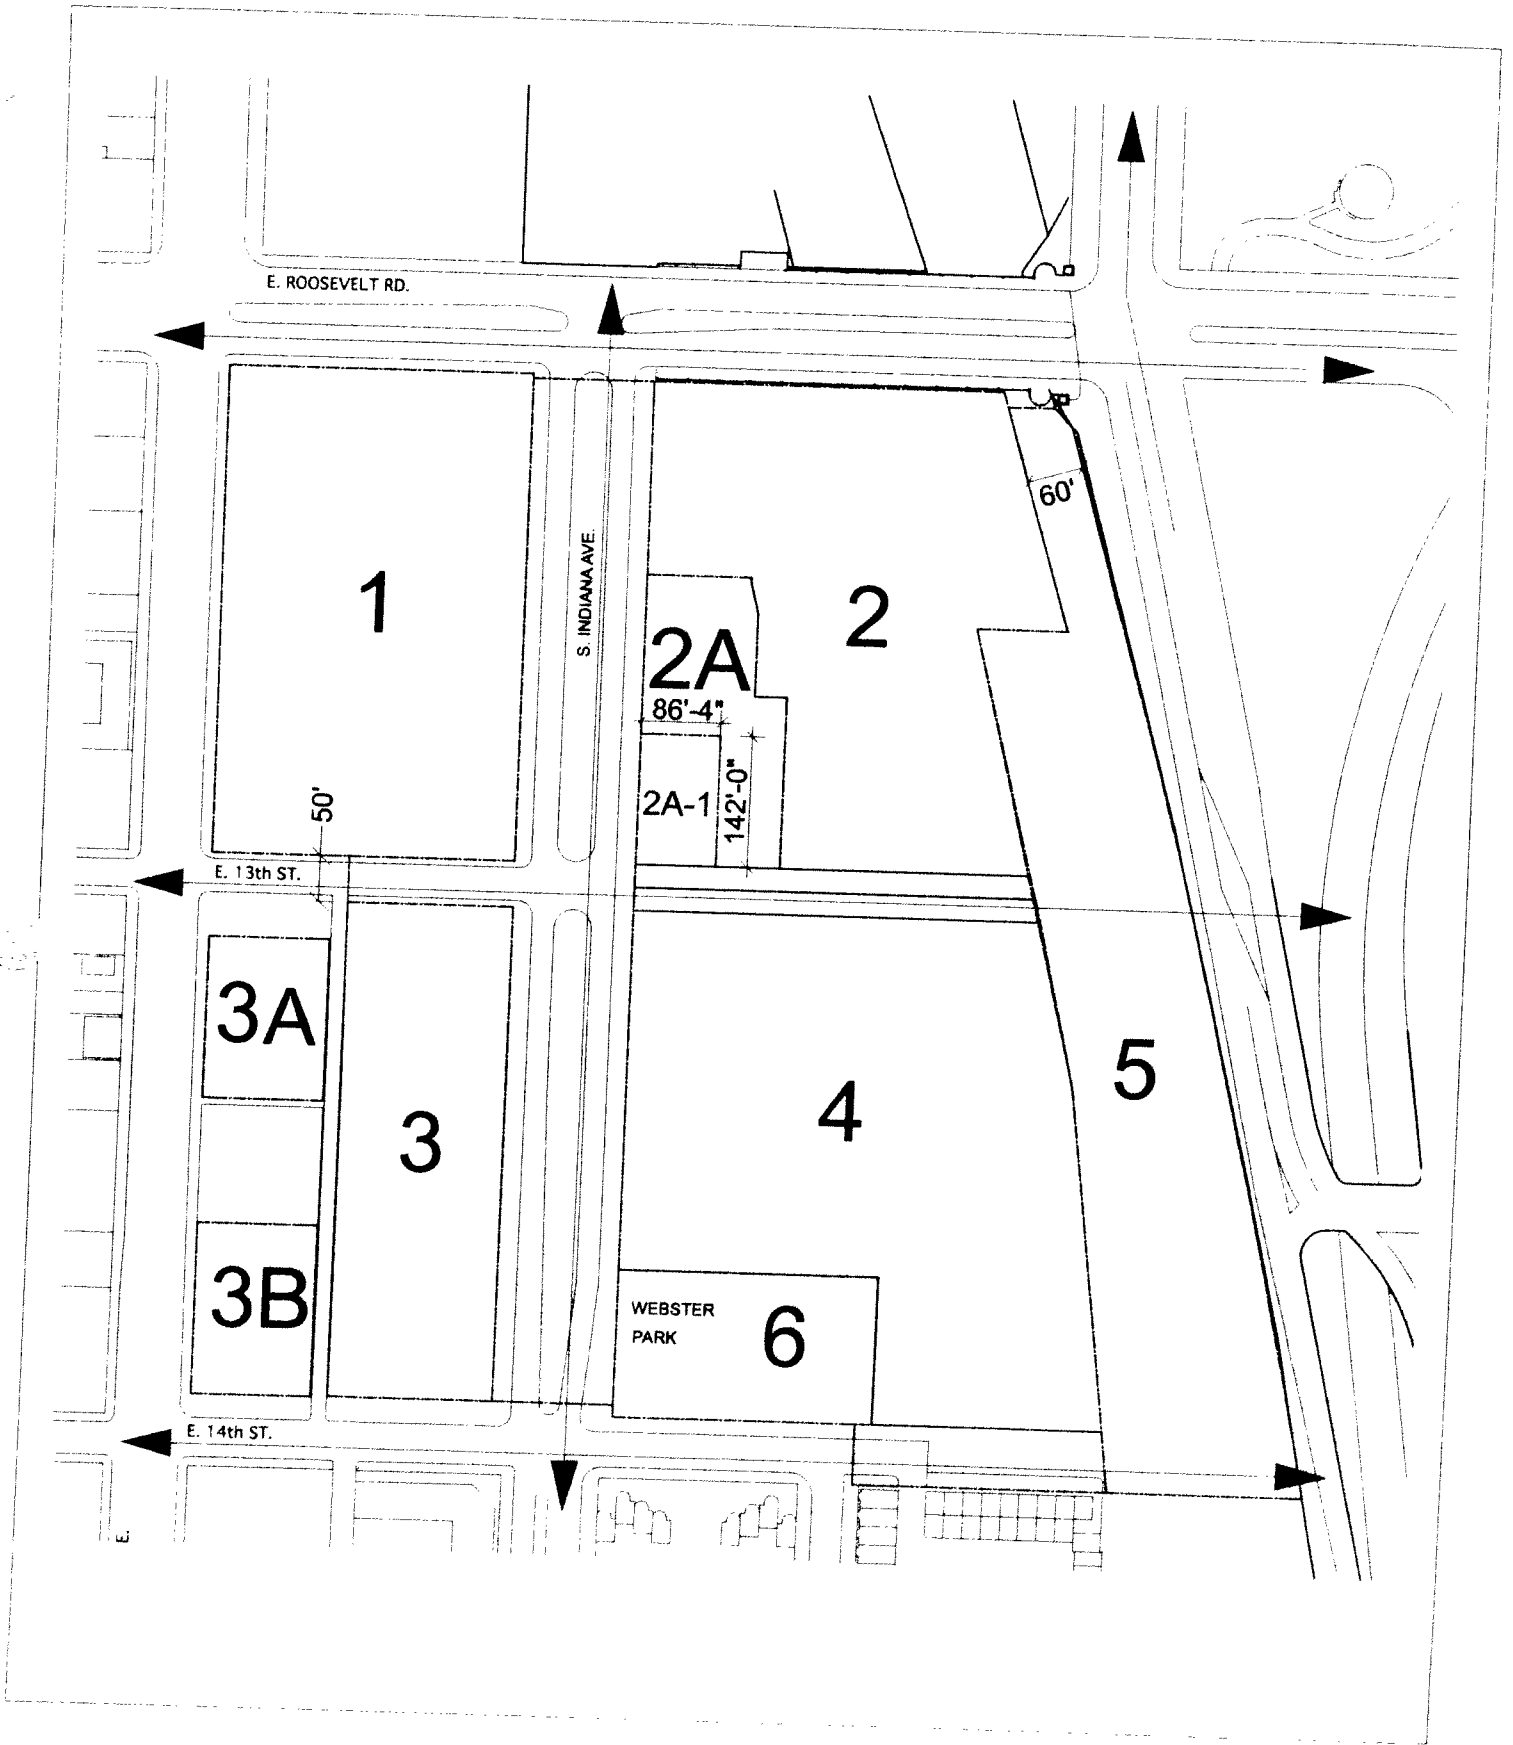 E. ROOSEVELT RD.
60'
S. INDIANA AVE.
1
2
2A
86'-4"
2A-1
142'-0"
50'
E. 13th ST.
3A
3
4
5
3B
WEBSTER
PARK
6
E. 14th ST.
E.